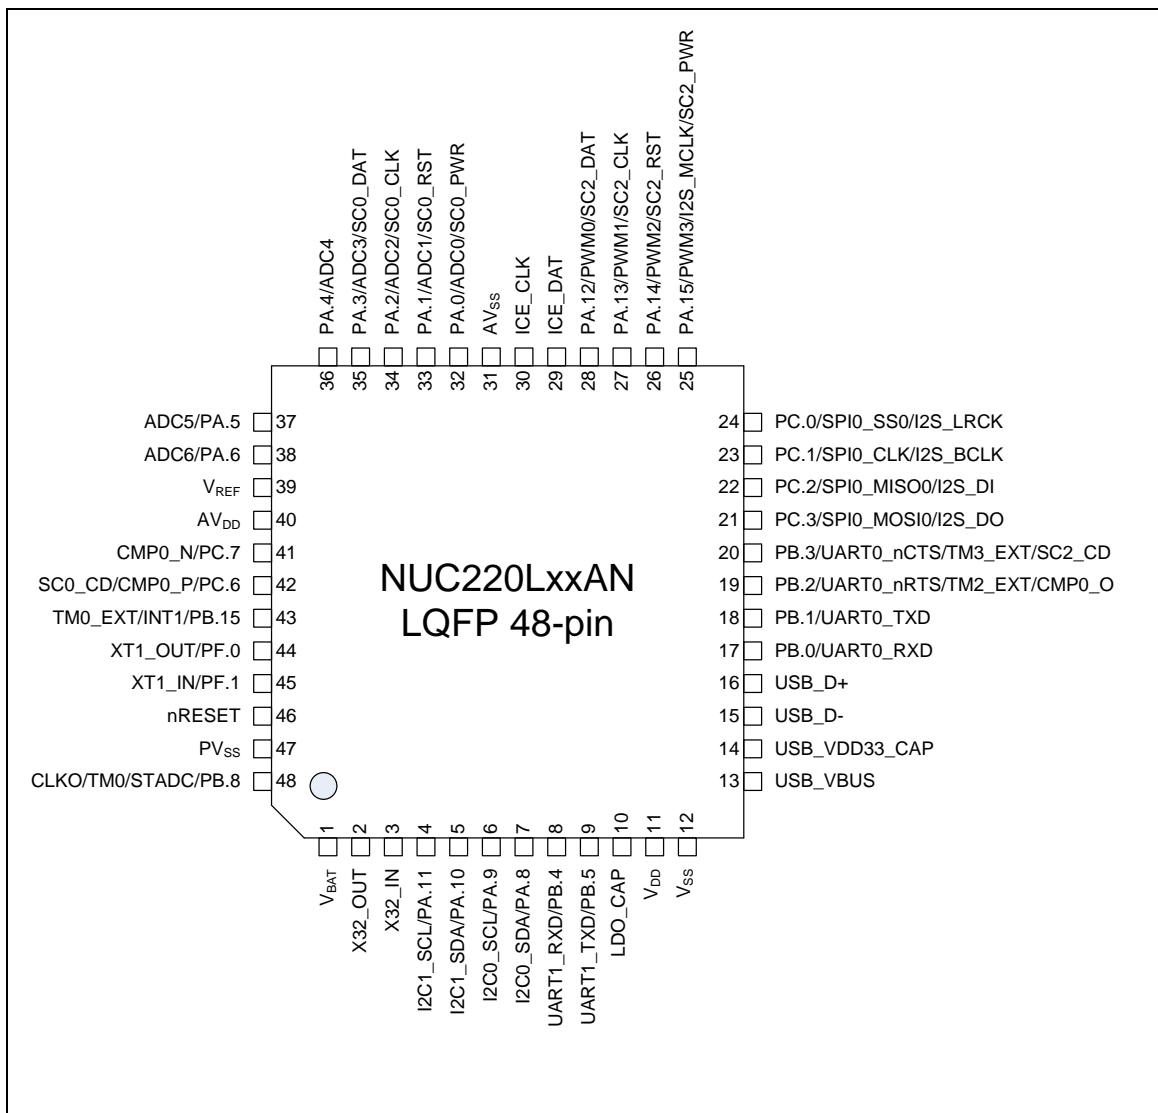 PA.4/ADC4
PA.3/ADC3/SC0_DAT
PA.2/ADC2/SC0_CLK
PA.1/ADC1/SC0_RST
PA.0/ADC0/SC0_PWR
AVSS
ICE_CLK
ICE_DAT
PA.12/PWM0/SC2_DAT
PA.13/PWM1/SC2_CLK
PA.14/PWM2/SC2_RST
PA.15/PWM3/I2S_MCLK/SC2_PWR
36
35
34
33
32
31
30
29
28
27
26
25
ADC5/PA.5 37
ADC6/PA.6 38
VREF 39
AVDD 40
CMP0_N/PC.7 41
SC0_CD/CMP0_P/PC.6 42
TM0_EXT/INT1/PB.15 43
XT1_OUT/PF.0 44
XT1_IN/PF.1 45
nRESET 46
PVSS 47
CLKO/TM0/STADC/PB.8 48
NUC220LxxAN
LQFP 48-pin
24 PC.0/SPI0_SS0/I2S_LRCK
23 PC.1/SPI0_CLK/I2S_BCLK
22 PC.2/SPI0_MISO0/I2S_DI
21 PC.3/SPI0_MOSI0/I2S_DO
20 PB.3/UART0_nCTS/TM3_EXT/SC2_CD
19 PB.2/UART0_nRTS/TM2_EXT/CMP0_O
18 PB.1/UART0_TXD
17 PB.0/UART0_RXD
16 USB_D+
15 USB_D-
14 USB_VDD33_CAP
13 USB_VBUS
1
2
3
4
5
6
7
8
9
10
11
12
VBAT
X32_OUT
X32_IN
I2C1_SCL/PA.11
I2C1_SDA/PA.10
I2C0_SCL/PA.9
I2C0_SDA/PA.8
UART1_RXD/PB.4
UART1_TXD/PB.5
LDO_CAP
VDD
VSS